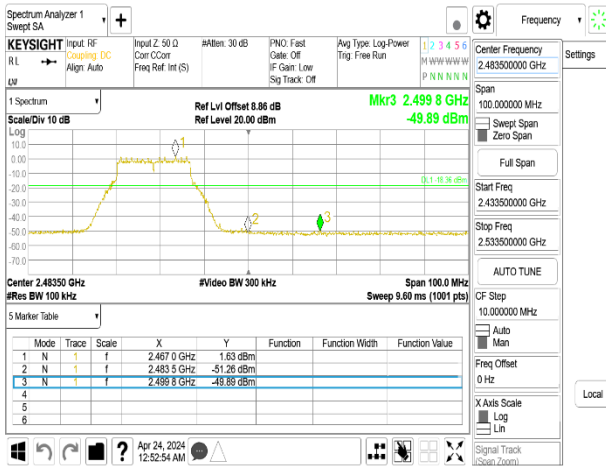 Spectrum Analyzer 1
Swept SA
Frequency
KEYSIGHT
RL
Input: RF
Coupling: DC
Align: Auto
Input Z: 50 Ω
Corr CCorr
Freq Ref: Int (S)
#Atten: 30 dB
PNO: Fast
Gate: Off
IF Gain: Low
Sig Track: Off
Avg Type: Log-Power
Trig: Free Run
1 2 3 4 5 6
M W W W W W
P N N N N N
1 Spectrum
Scale/Div 10 dB
Ref Lvl Offset 8.86 dB
Ref Level 20.00 dBm
Mkr3 2.499 8 GHz
-49.89 dBm
Log
10.0
0.00
-10.0
-20.0
-30.0
-40.0
-50.0
-60.0
-70.0
1
2
3
Center 2.48350 GHz
#Res BW 100 kHz
#Video BW 300 kHz
Span 100.0 MHz
Sweep 9.60 ms (1001 pts)
5 Marker Table
Mode Trace Scale X Y Function Function Width Function Value
1 N 1 f 2.467 0 GHz 1.63 dBm
2 N 1 f 2.483 5 GHz -51.26 dBm
3 N 1 f 2.499 8 GHz -49.89 dBm
4
5
6
?
Apr 24, 2024
12:52:54 AM
Center Frequency
2.483500000 GHz
Span
100.000000 MHz
Swept Span
Zero Span
Full Span
Start Freq
2.433500000 GHz
Stop Freq
2.533500000 GHz
AUTO TUNE
CF Step
10.000000 MHz
Auto
Man
Freq Offset
0 Hz
X Axis Scale
Log
Lin
Signal Track
(Span Zoom)
Settings
Local